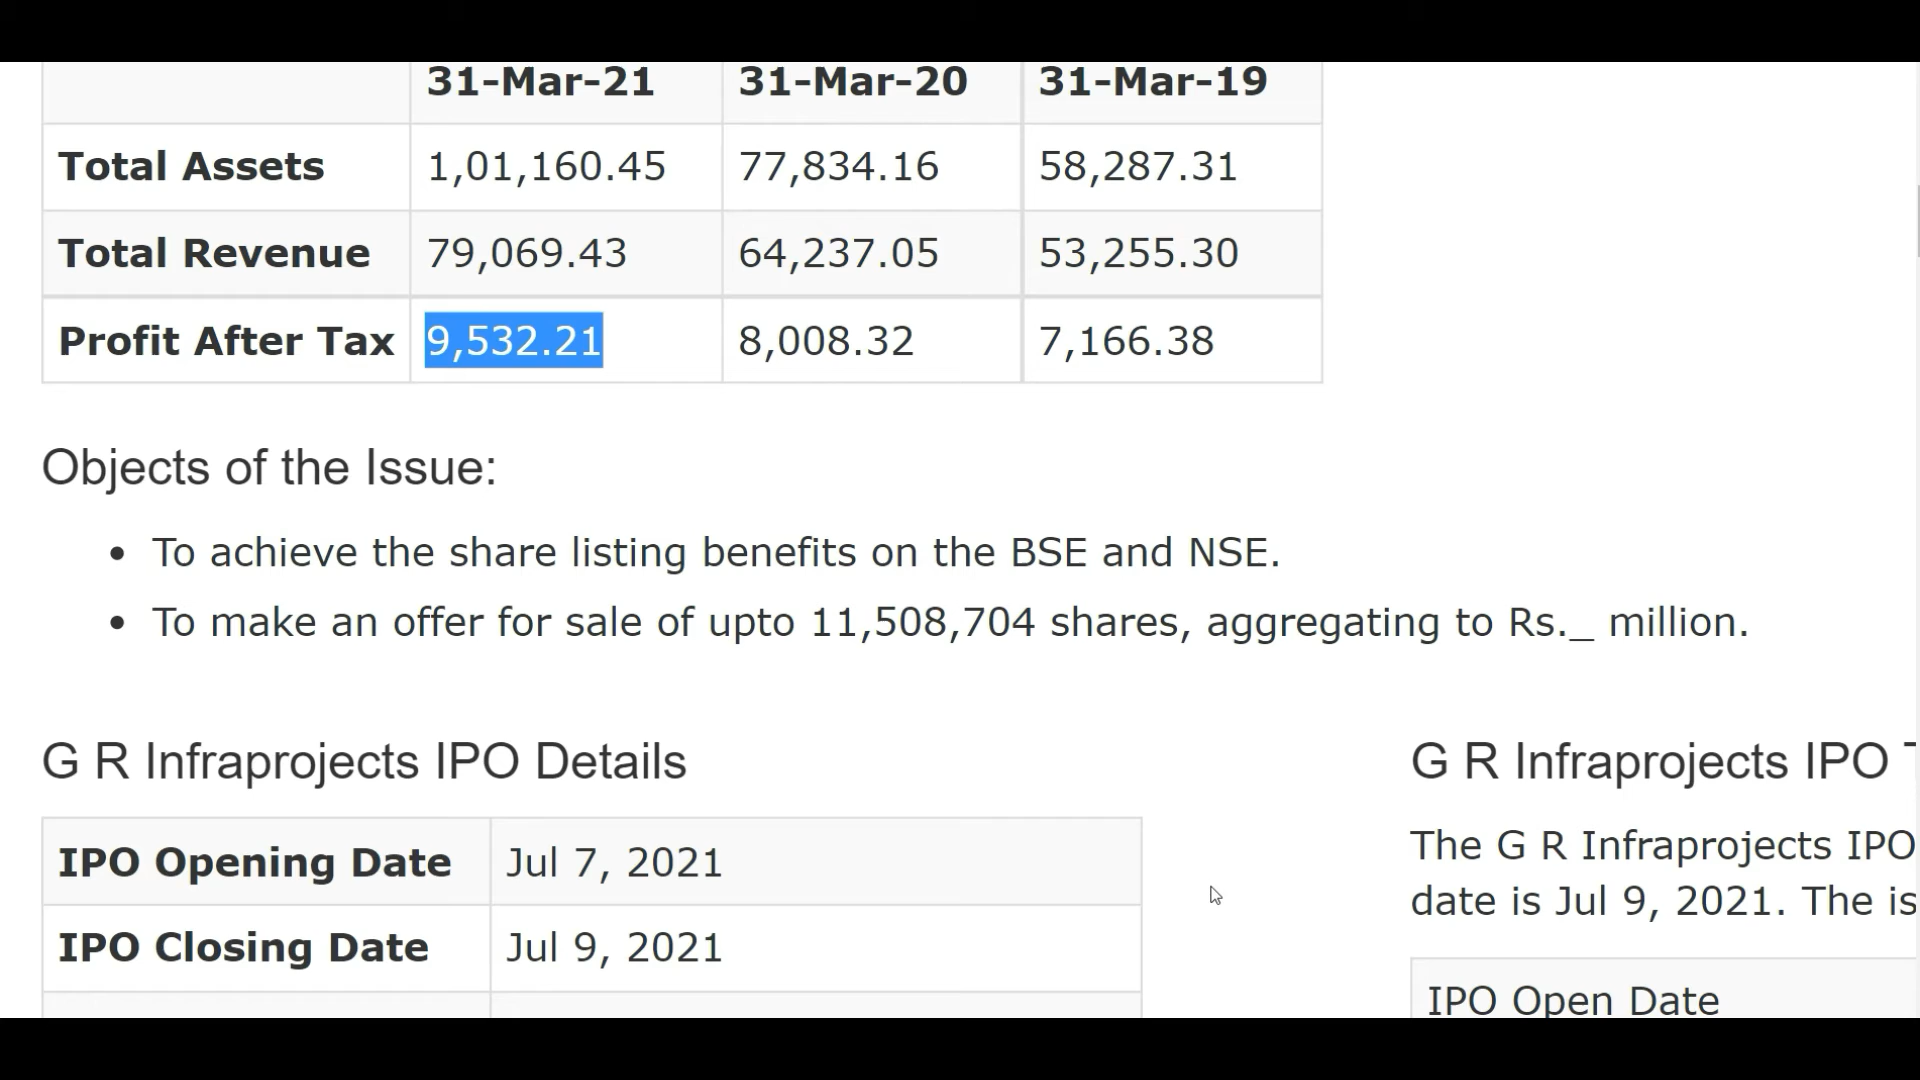 31-Mar-21 31-Mar-20 31-Mar-19
Total Assets 1,01,160.45 77,834.16 58,287.31
Total Revenue 79,069.43 64,237.05 53,255.30
Profit After Tax 9,532.21 8,008.32 7,166.38
Objects of the Issue:
• To achieve the share listing benefits on the BSE and NSE.
• To make an offer for sale of upto 11,508,704 shares, aggregating to Rs._ million.
G R Infraprojects IPO Details
IPO Opening Date Jul 7, 2021
IPO Closing Date Jul 9, 2021
G R Infraprojects IPO T
The G R Infraprojects IPO
date is Jul 9, 2021. The is
IPO Open Date